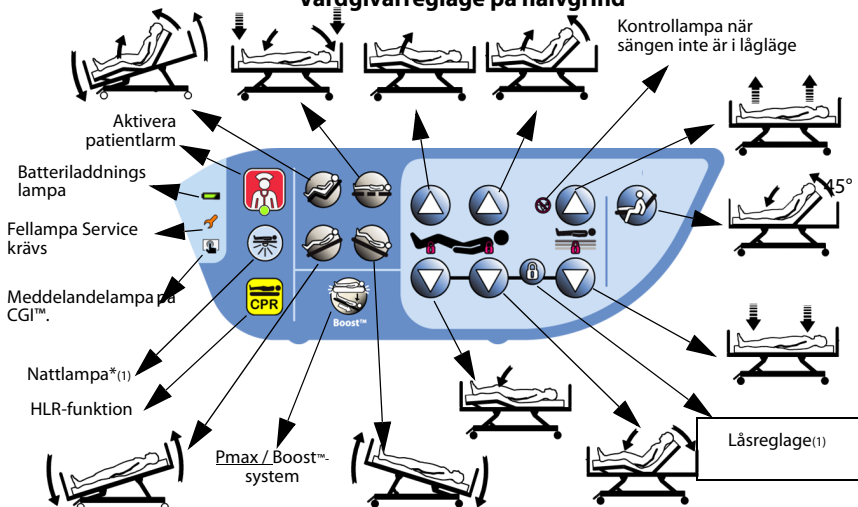 Vårdgivarreglage på halvgrind
Kontrollampa när
sängen inte är i lågläge
Aktivera
patientlarm
Batteriladdnings
lampa
45°
Fellampa Service
krävs
CPR
Boost™
Meddelandelampa på
CGI™.
Nattlampa*(1)
HLR-funktion
Pmax / Boost™-
system
Låsreglage(1)